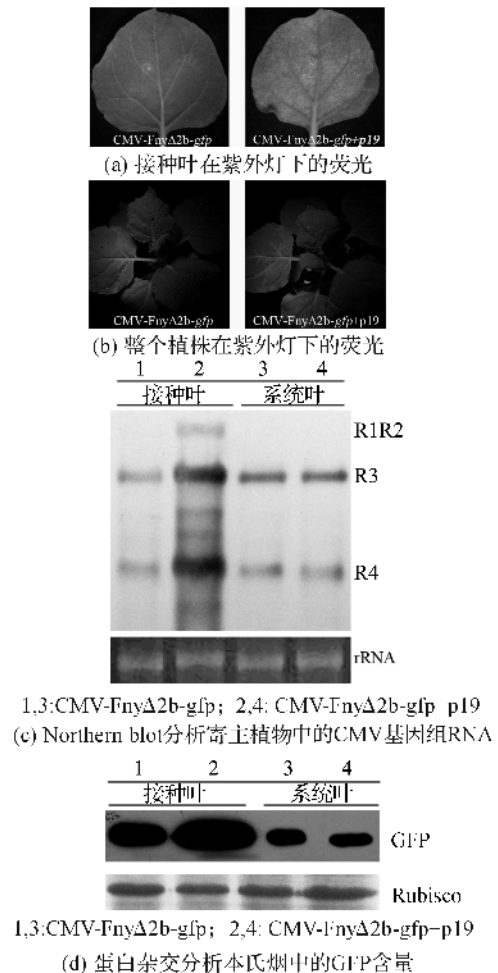 CMV-FnyΔ2b-gfp CMV-FnyΔ2b-gfp+p19
(a) 接种叶在紫外灯下的荧光
CMV-FnyΔ2b-gfp CMV-FnyΔ2b-gfp+p19
(b) 整个植株在紫外灯下的荧光
1 2 3 4
接种叶 系统叶
R1R2
R3
R4
rRNA
1,3:CMV-FnyΔ2b-gfp; 2,4: CMV-FnyΔ2b-gfp p19
(c) Northern blot分析寄主植物中的CMV基因组RNA
1 2 3 4
接种叶 系统叶
GFP
Rubisco
1,3:CMV-FnyΔ2b-gfp; 2,4: CMV-FnyΔ2b-gfp−p19
(d) 蛋白杂交分析本氏烟中的GFP含量